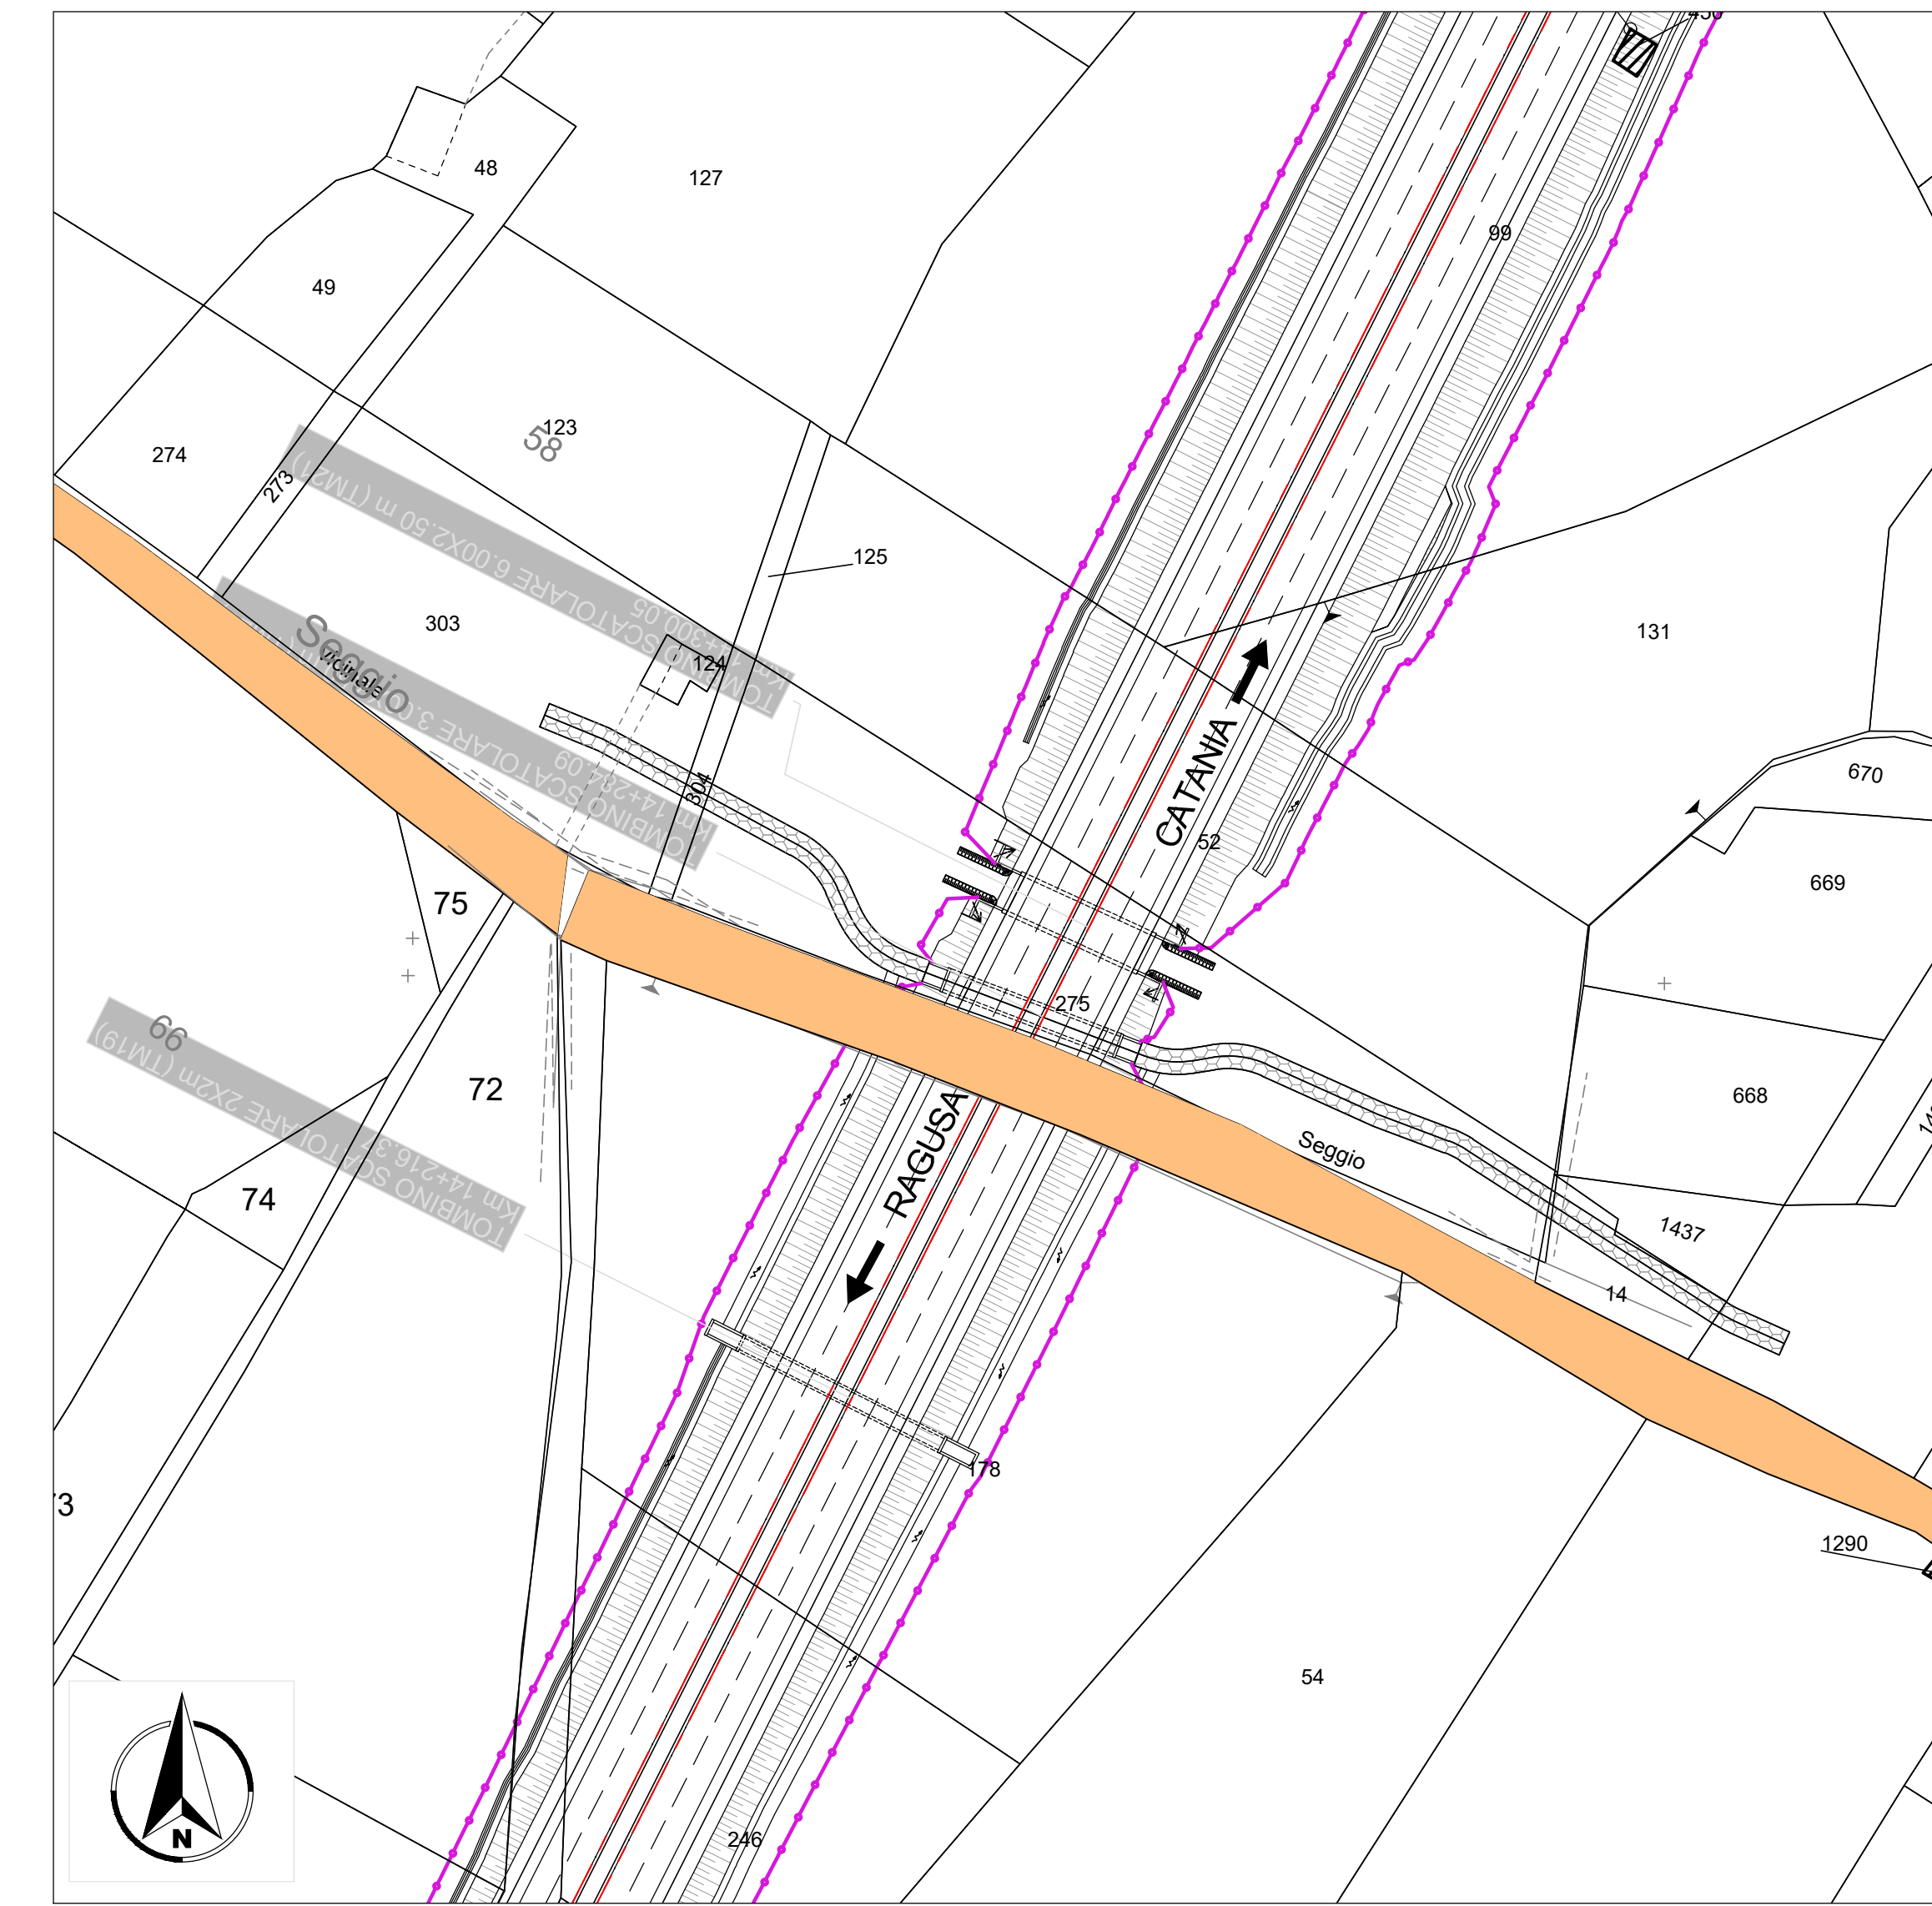 48
127
99
49
123
58
274
273
TOMBINO SCATOLARE 6.00X2.50 m (TM21)
Km 14+300.05
125
303
131
Seggio
vicinale
124
TOMBINO SCATOLARE 3.00X
km 14+284.09
304
CATANIA
52
670
669
75
275
66
TOMBINO SCATOLARE 2X2m (TM19)
Km 14+216.37
72
668
RAGUSA
Seggio
74
1437
14
178
1290
54
246
N